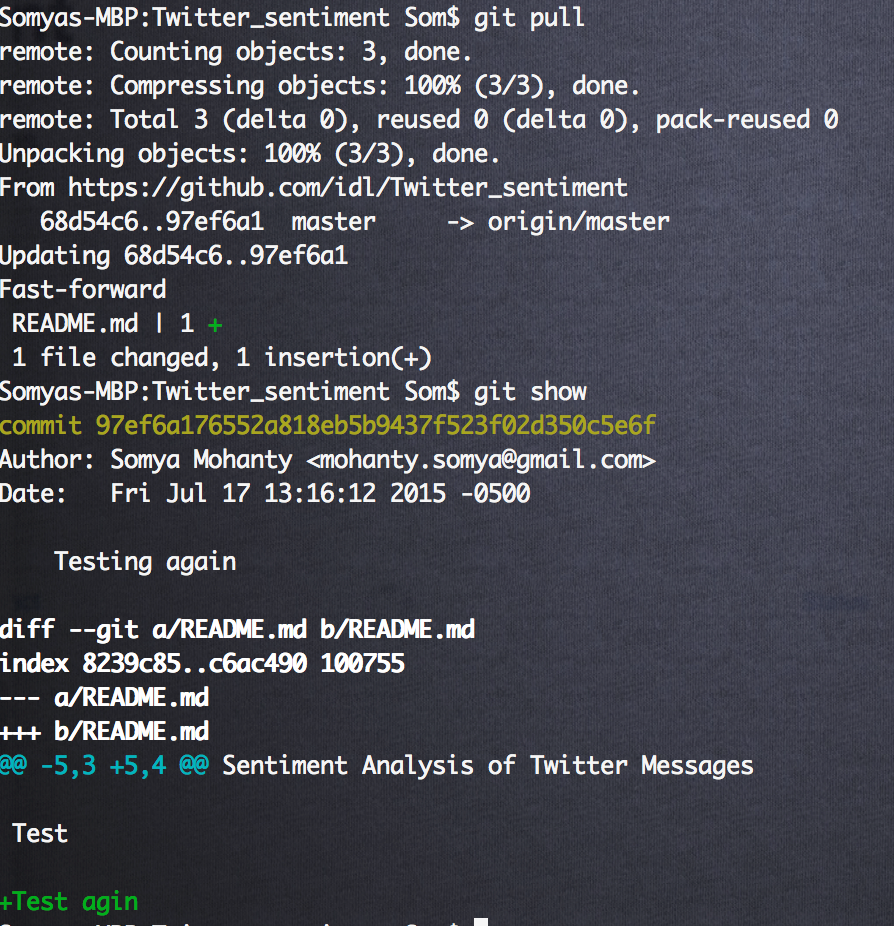 Somyas-MBP:Twitter_sentiment Som$ git pull
remote: Counting objects: 3, done.
remote: Compressing objects: 100% (3/3), done.
remote: Total 3 (delta 0), reused 0 (delta 0), pack-reused 0
Unpacking objects: 100% (3/3), done.
From https://github.com/idl/Twitter_sentiment
   68d54c6..97ef6a1  master     -> origin/master
Updating 68d54c6..97ef6a1
Fast-forward
 README.md | 1 +
 1 file changed, 1 insertion(+)
Somyas-MBP:Twitter_sentiment Som$ git show
commit 97ef6a176552a818eb5b9437f523f02d350c5e6f
Author: Somya Mohanty <mohanty.somya@gmail.com>
Date:   Fri Jul 17 13:16:12 2015 -0500
    Testing again
diff --git a/README.md b/README.md
index 8239c85..c6ac490 100755
--- a/README.md
+++ b/README.md
@@ -5,3 +5,4 @@ Sentiment Analysis of Twitter Messages
 Test
+Test agin